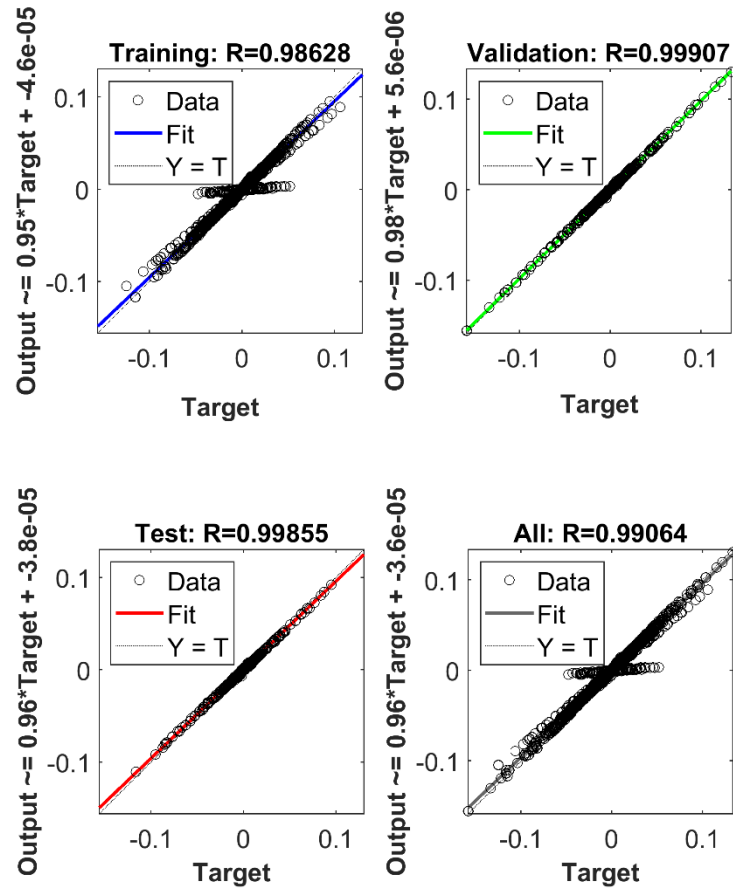 Training: R=0.98628
Output ~= 0.95*Target + -4.6e-05
0.1
0
-0.1
Data
Fit
Y = T
-0.1
0
0.1
Target
Validation: R=0.99907
Output ~= 0.98*Target + 5.6e-06
0.1
0
-0.1
Data
Fit
Y = T
-0.1
0
0.1
Target
Test: R=0.99855
Output ~= 0.96*Target + -3.8e-05
0.1
0
-0.1
Data
Fit
Y = T
-0.1
0
0.1
Target
All: R=0.99064
Output ~= 0.96*Target + -3.6e-05
0.1
0
-0.1
Data
Fit
Y = T
-0.1
0
0.1
Target